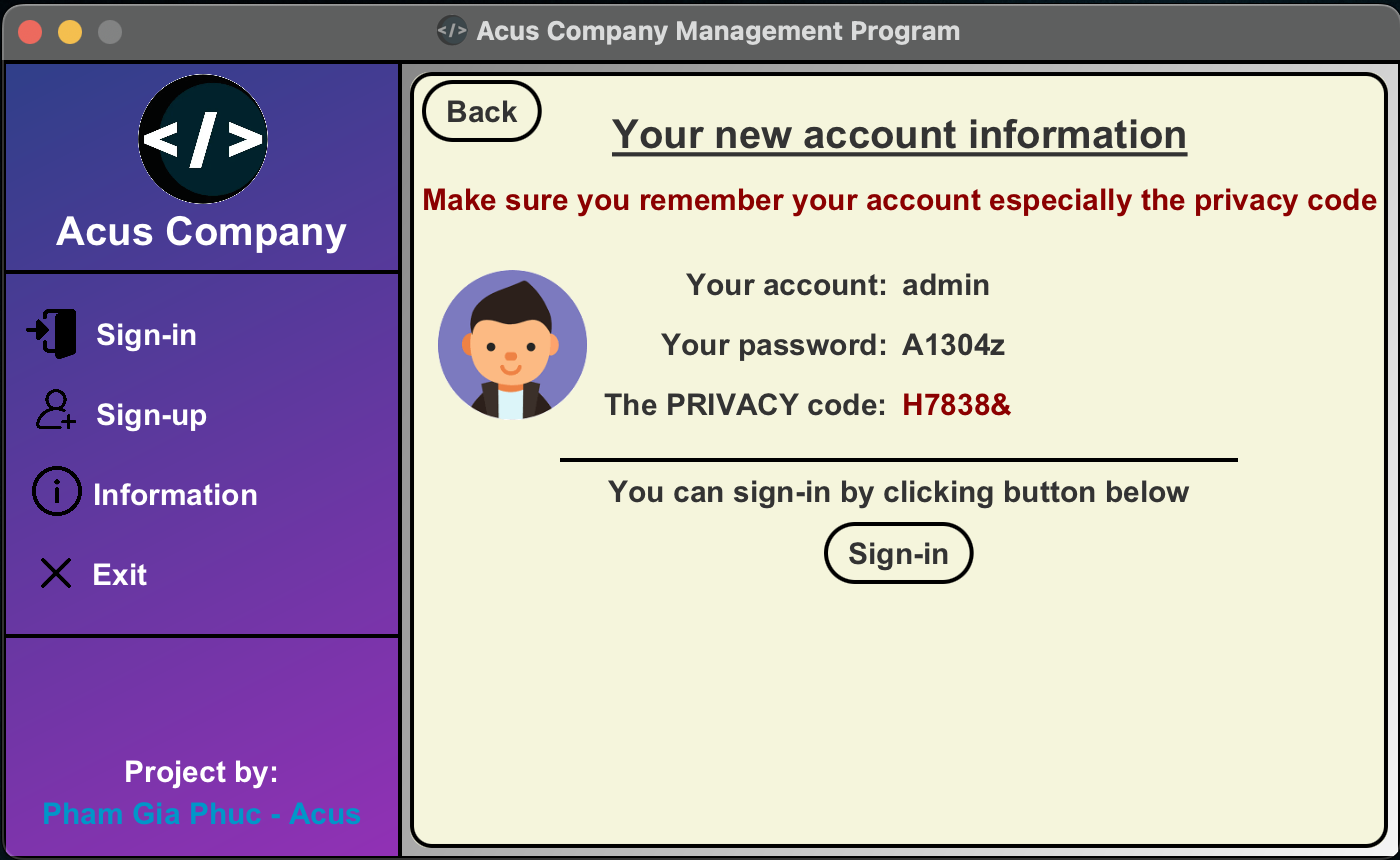 </> Acus Company Management Program
</>
Acus Company
Sign-in
Sign-up
Information
Exit
Project by:
Pham Gia Phuc - Acus
Back
Your new account information
Make sure you remember your account especially the privacy code
Your account: admin
Your password: A1304z
The PRIVACY code: H7838&
You can sign-in by clicking button below
Sign-in